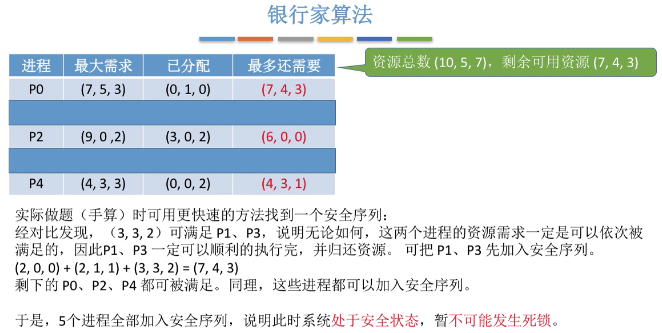 银行家算法
资源总数 (10, 5, 7)，剩余可用资源 (7, 4, 3)
进程 最大需求 已分配 最多还需要
P0 (7, 5, 3) (0, 1, 0) (7, 4, 3)
P2 (9, 0 ,2) (3, 0, 2) (6, 0, 0)
P4 (4, 3, 3) (0, 0, 2) (4, 3, 1)
实际做题（手算）时可用更快速的方法找到一个安全序列：
经对比发现，（3, 3, 2）可满足 P1、P3，说明无论如何，这两个进程的资源需求一定是可以依次被
满足的，因此P1、P3 一定可以顺利的执行完，并归还资源。 可把 P1、P3 先加入安全序列。
(2, 0, 0) + (2, 1, 1) + (3, 3, 2) = (7, 4, 3)
剩下的 P0、P2、P4 都可被满足。同理，这些进程都可以加入安全序列。
于是，5个进程全部加入安全序列，说明此时系统处于安全状态，暂不可能发生死锁。